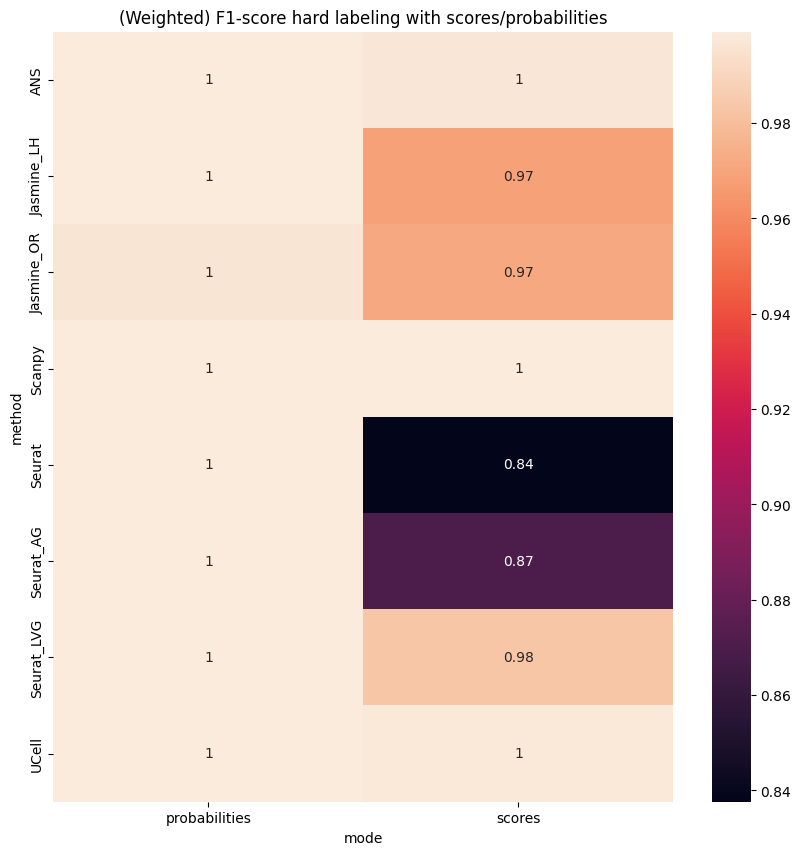 (Weighted) F1-score hard labeling with scores/probabilities
method
ANS
1
1
Jasmine_LH
1
0.97
Jasmine_OR
1
0.97
Scanpy
1
1
Seurat
1
0.84
Seurat_AG
1
0.87
Seurat_LVG
1
0.98
UCell
1
1
probabilities
scores
mode
0.98
0.96
0.94
0.92
0.90
0.88
0.86
0.84